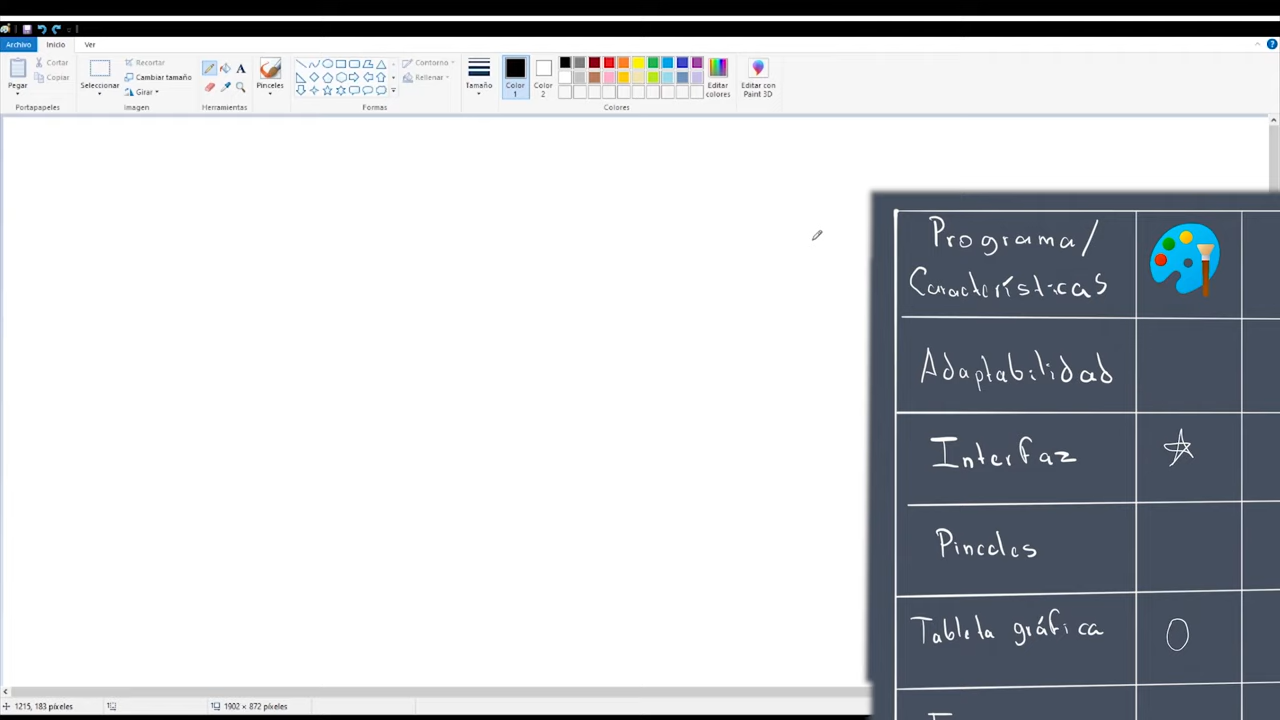 Archivo Inicio Ver
Pegar
Cortar
Copiar
Portapapeles
Seleccionar
Recortar
Cambiar tamaño
Girar
Imagen
A
Herramientas
Pinceles
Contorno
Rellenar
Formas
Tamaño
Color
1
Color
2
Editar
colores
Colores
Editar con
Paint 3D
Programa/
Características
Adaptabilidad
Interfaz
Pinceles
Tableta gráfica
O
1215, 183 píxeles
1902 × 872 píxeles